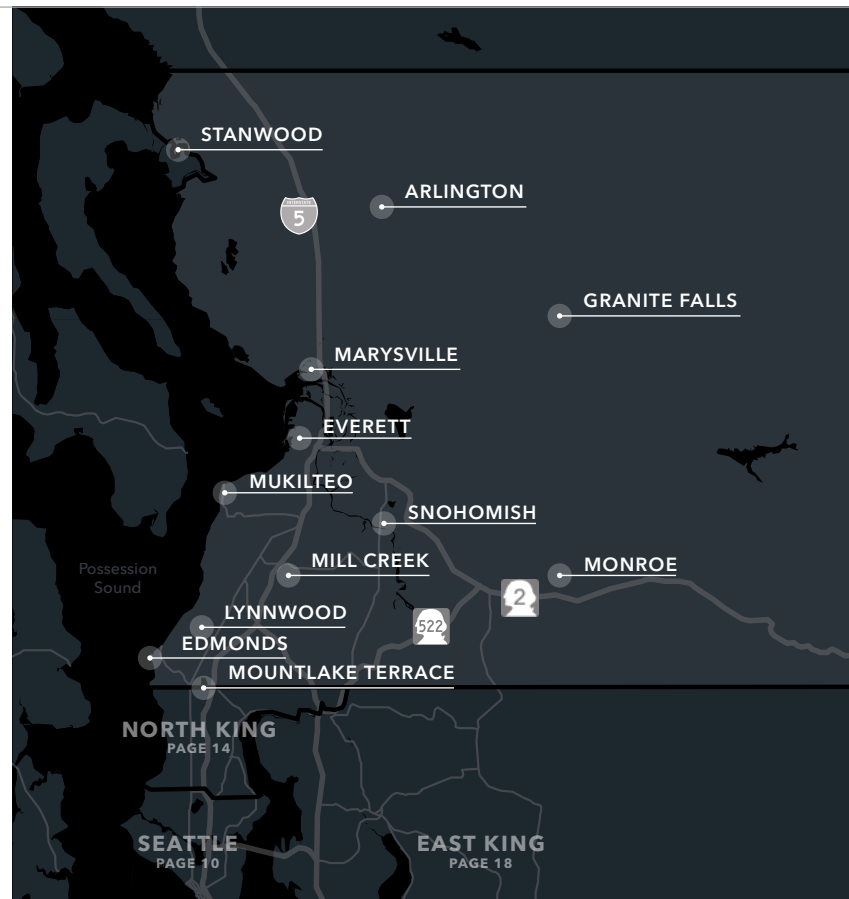 STANWOOD
ARLINGTON
INTERSTATE
5
GRANITE FALLS
MARYSVILLE
EVERETT
MUKILTEO
SNOHOMISH
MILL CREEK
MONROE
Possession
Sound
2
LYNNWOOD
522
EDMONDS
MOUNTLAKE TERRACE
NORTH KING
PAGE 14
SEATTLE
PAGE 10
EAST KING
PAGE 18